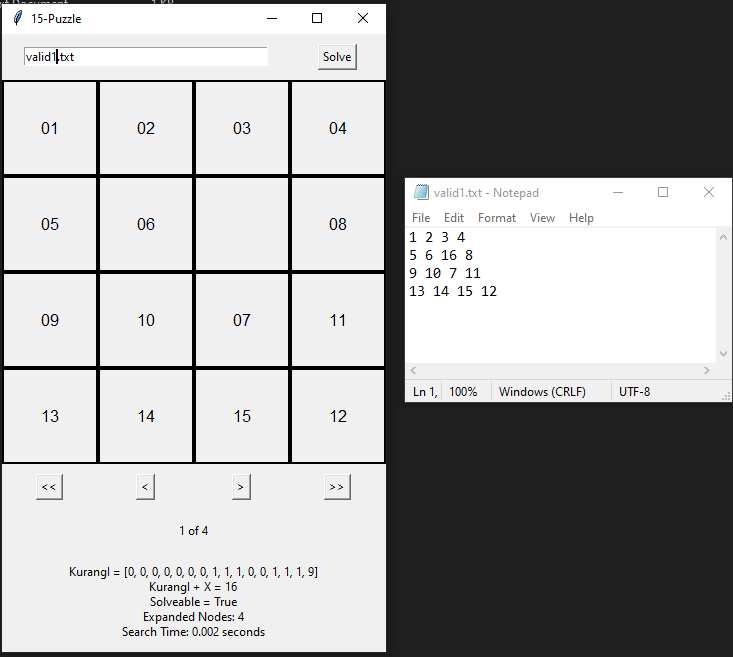 15-Puzzle
valid1.txt
Solve
01 02 03 04
05 06 08
09 10 07 11
13 14 15 12
<< < > >>
1 of 4
KurangI = [0, 0, 0, 0, 0, 0, 0, 1, 1, 1, 0, 0, 1, 1, 1, 9]
KurangI + X = 16
Solveable = True
Expanded Nodes: 4
Search Time: 0.002 seconds
valid1.txt - Notepad
File Edit Format View Help
1 2 3 4
5 6 16 8
9 10 7 11
13 14 15 12
Ln 1, 100% Windows (CRLF) UTF-8